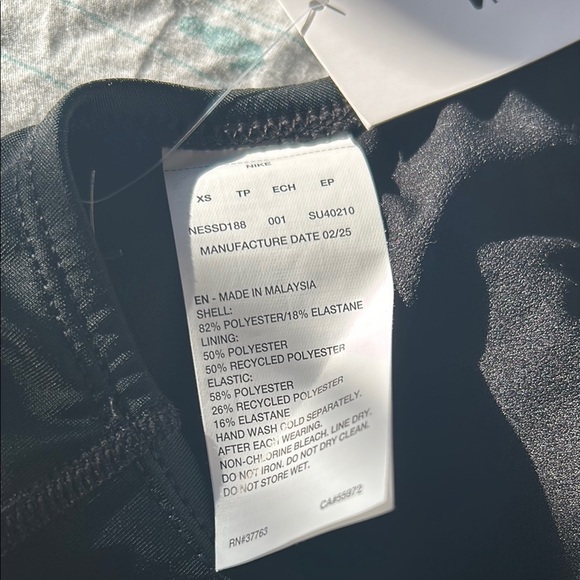 NIKE
XS TP ECH EP
NESSD188 001 SU40210
MANUFACTURE DATE 02/25
EN - MADE IN MALAYSIA
SHELL:
82% POLYESTER/18% ELASTANE
LINING:
50% POLYESTER
50% RECYCLED POLYESTER
ELASTIC:
58% POLYESTER
26% RECYCLED POLYESTER
16% ELASTANE
HAND WASH COLD SEPARATELY.
AFTER EACH WEARING.
NON-CHLORINE BLEACH, LINE DRY.
DO NOT IRON. DO NOT DRY CLEAN.
DO NOT STORE WET.
RN#37763 CA#55972